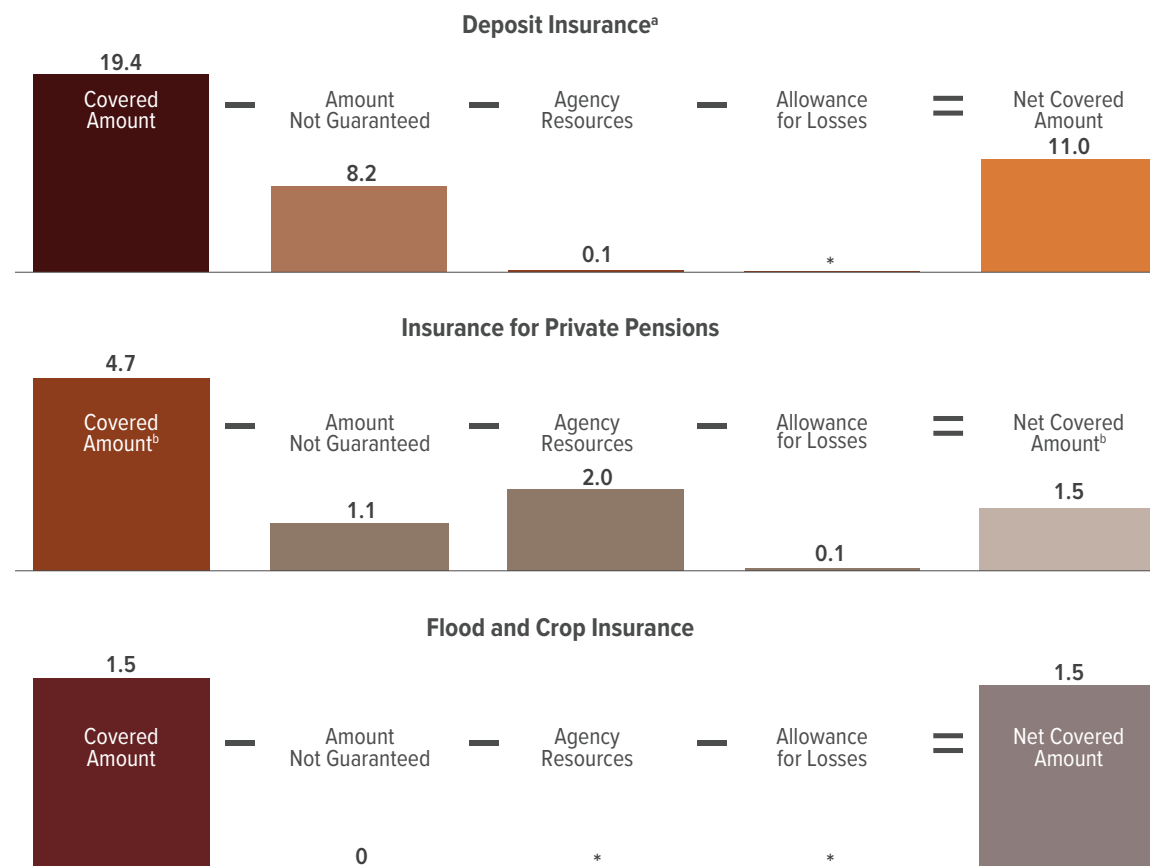 Deposit Insuranceᵃ
19.4
Covered
Amount
−
Amount
Not Guaranteed
−
Agency
Resources
−
Allowance
for Losses
=
Net Covered
Amount
11.0
8.2
0.1
*
Insurance for Private Pensions
4.7
Covered
Amountᵇ
−
Amount
Not Guaranteed
−
Agency
Resources
−
Allowance
for Losses
=
Net Covered
Amountᵇ
1.1
2.0
0.1
1.5
Flood and Crop Insurance
1.5
1.5
Covered
Amount
−
Amount
Not Guaranteed
−
Agency
Resources
−
Allowance
for Losses
=
Net Covered
Amount
0
*
*